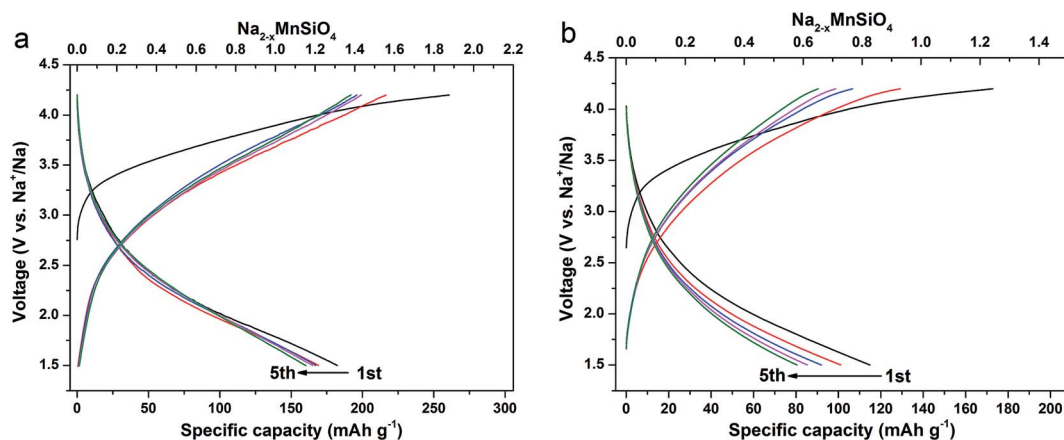 a
Na2-xMnSiO4
0.0 0.2 0.4 0.6 0.8 1.0 1.2 1.4 1.6 1.8 2.0 2.2
4.5
4.0
3.5
3.0
2.5
2.0
1.5
Voltage (V vs. Na+/Na)
5th 1st
0 50 100 150 200 250 300
Specific capacity (mAh g-1)
b
Na2-xMnSiO4
0.0 0.2 0.4 0.6 0.8 1.0 1.2 1.4
4.5
4.0
3.5
3.0
2.5
2.0
1.5
Voltage (V vs. Na+/Na)
5th 1st
0 20 40 60 80 100 120 140 160 180 200
Specific capacity (mAh g-1)